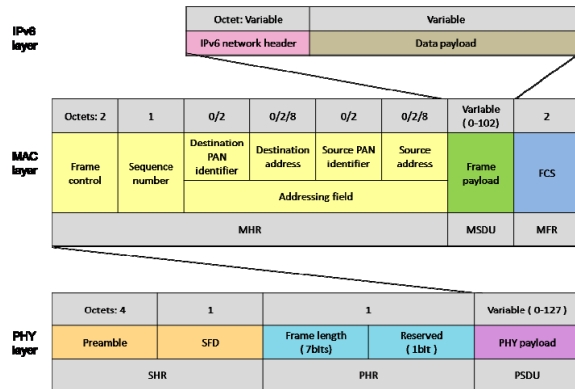 IPv6 layer
Octet: Variable
Variable
IPv6 network header
Data payload
MAC layer
Octets: 2
1
0/2
0/2/8
0/2
0/2/8
Variable
( 0-102)
2
Frame control
Sequence number
Destination PAN identifier
Destination address
Source PAN identifier
Source address
Addressing field
Frame payload
FCS
MHR
MSDU
MFR
PHY layer
Octets: 4
1
1
Variable ( 0-127)
Preamble
SFD
Frame length
(7bits)
Reserved
(1bit )
PHY payload
SHR
PHR
PSDU